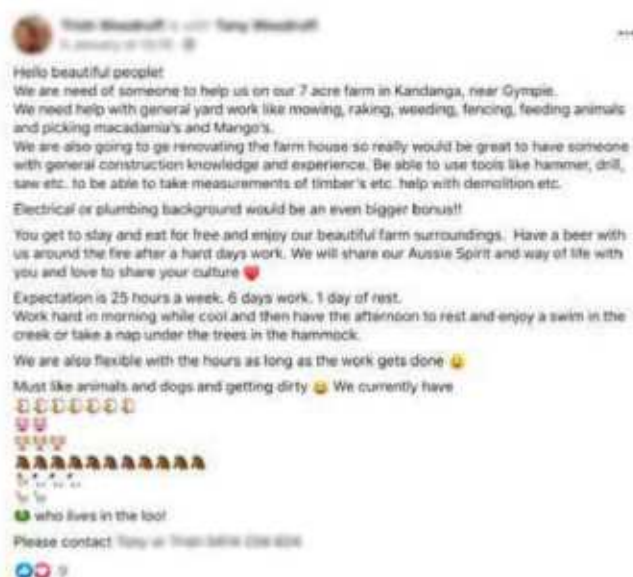 Hello beautiful people!
We are need of someone to help us on our 7 acre farm in Kandanga, near Gympie.
We need help with general yard work like mowing, raking, weeding, fencing, feeding animals
and picking macadamia's and Mango's.
We are also going to ge renovating the farm house so really would be great to have someone
with general construction knowledge and experience. Be able to use tools like hammer, drill,
saw etc. to be able to take measurements of timber's etc. help with demolition etc.
Electrical or plumbing background would be an even bigger bonus!!
You get to stay and eat for free and enjoy our beautiful farm surroundings. Have a beer with
us around the fire after a hard days work. We will share our Aussie Spirit and way of life with
you and love to share your culture
Expectation is 25 hours a week. 6 days work. 1 day of rest.
Work hard in morning while cool and then have the afternoon to rest and enjoy a swim in the
creek or take a nap under the trees in the hammock.
We are also flexible with the hours as long as the work gets done
Must like animals and dogs and getting dirty We currently have
who lives in the loo!
Please contact
9